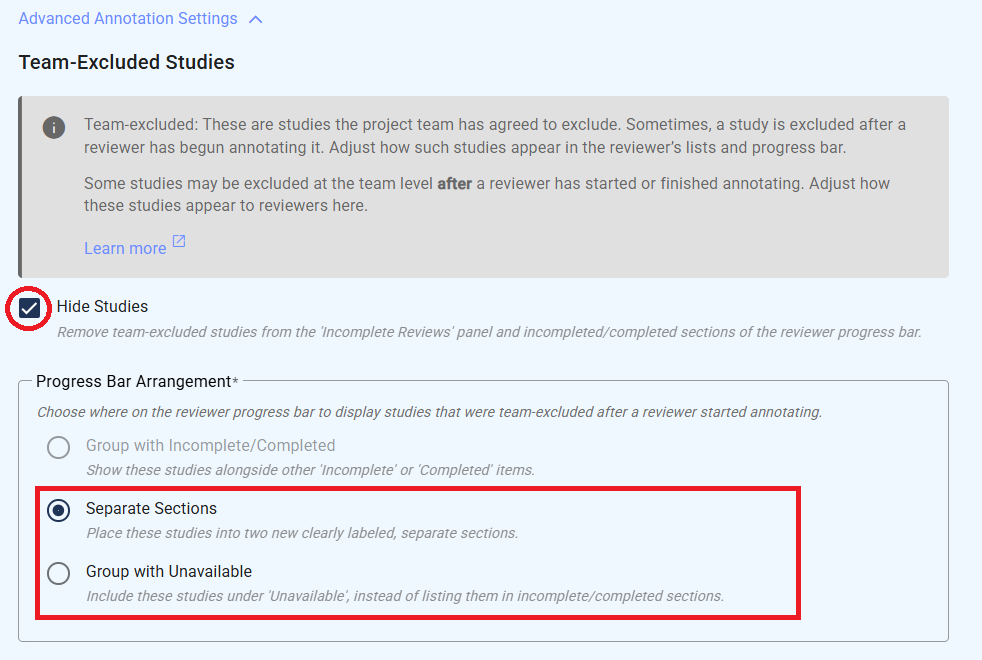 Advanced Annotation Settings
Team-Excluded Studies
Team-excluded: These are studies the project team has agreed to exclude. Sometimes, a study is excluded after a
reviewer has begun annotating it. Adjust how such studies appear in the reviewer's lists and progress bar.
Some studies may be excluded at the team level after a reviewer has started or finished annotating. Adjust how
these studies appear to reviewers here.
Learn more
Hide Studies
Remove team-excluded studies from the 'Incomplete Reviews' panel and incompleted/completed sections of the reviewer progress bar.
Progress Bar Arrangement*
Choose where on the reviewer progress bar to display studies that were team-excluded after a reviewer started annotating.
Group with Incomplete/Completed
Show these studies alongside other 'Incomplete' or 'Completed' items.
Separate Sections
Place these studies into two new clearly labeled, separate sections.
Group with Unavailable
Include these studies under 'Unavailable', instead of listing them in incomplete/completed sections.